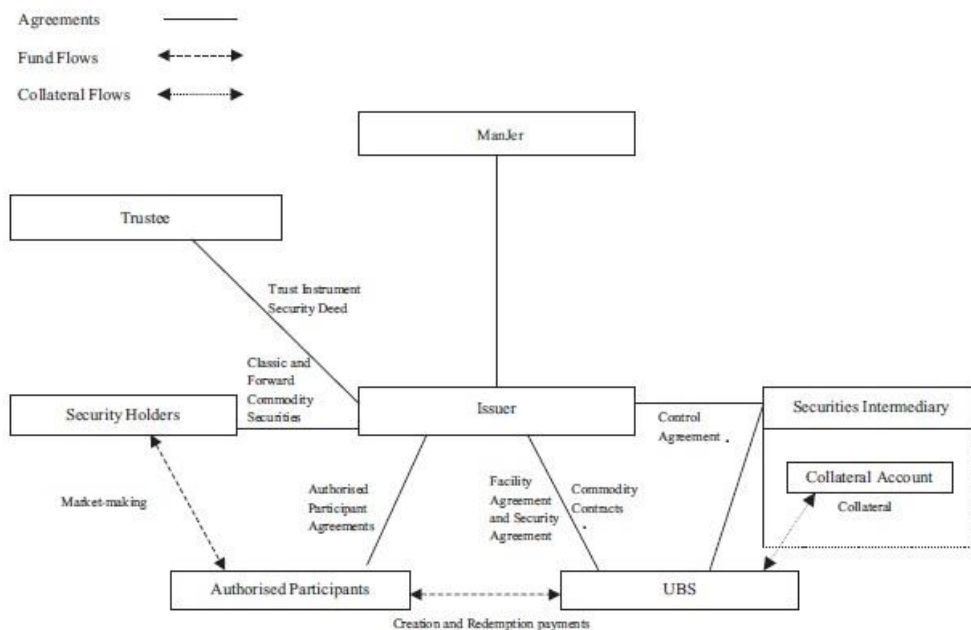 Agreements
Fund Flows
Collateral Flows
ManJer
Trustee
Trust Instrument
Security Deed
Classic and
Forward
Commodity
Securities
Security Holders
Issuer
Securities Intermediary
Control
Agreement
Collateral Account
Collateral
Market-making
Authorised
Participant
Agreements
Facility
Agreement
and Security
Agreement
Commodity
Contracts
Authorised Participants
UBS
Creation and Redemption payments